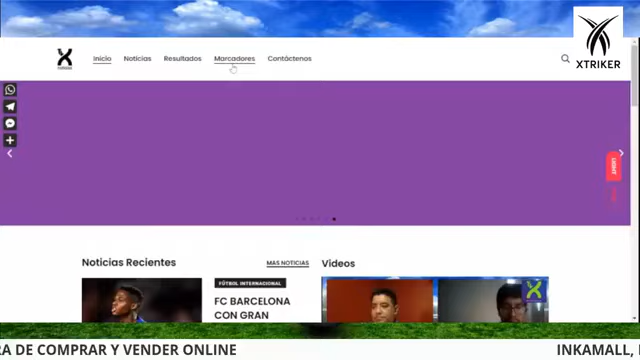 XTRIKER
Inicio Noticias Resultados Marcadores Contáctenos
Noticias Recientes
MAS NOTICIAS
Videos
FÚTBOL INTERNACIONAL
FC BARCELONA
CON GRAN
RA DE COMPRAR Y VENDER ONLINE
INKAMALL,